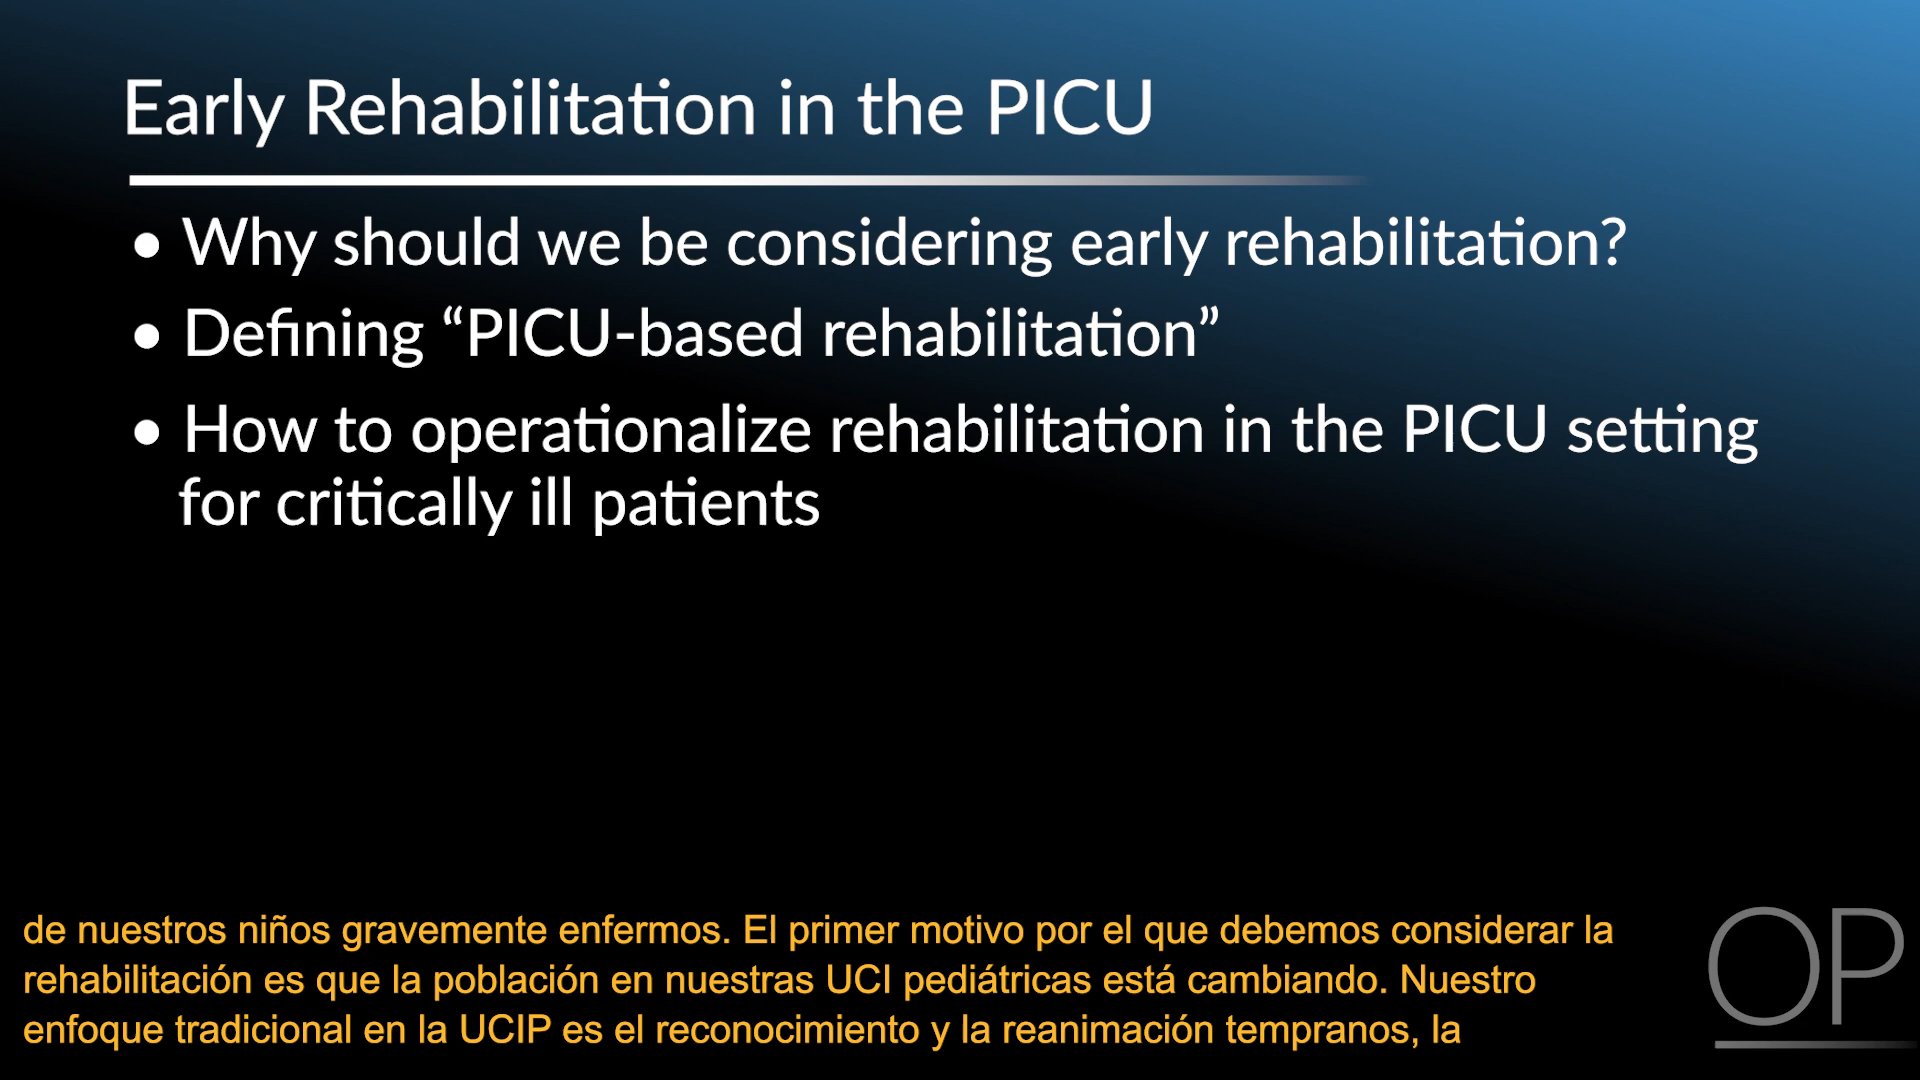 Early Rehabilitation in the PICU
• Why should we be considering early rehabilitation?
• Defining “PICU-based rehabilitation”
• How to operationalize rehabilitation in the PICU setting
for critically ill patients
de nuestros niños gravemente enfermos. El primer motivo por el que debemos considerar la
rehabilitación es que la población en nuestras UCI pediátricas está cambiando. Nuestro
enfoque tradicional en la UCIP es el reconocimiento y la reanimación tempranos, la
OP